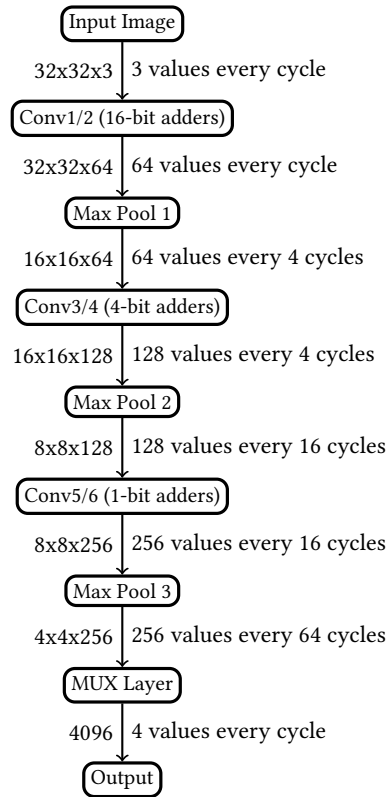 Input Image
32x32x3 3 values every cycle
Conv1/2 (16-bit adders)
32x32x64 64 values every cycle
Max Pool 1
16x16x64 64 values every 4 cycles
Conv3/4 (4-bit adders)
16x16x128 128 values every 4 cycles
Max Pool 2
8x8x128 128 values every 16 cycles
Conv5/6 (1-bit adders)
8x8x256 256 values every 16 cycles
Max Pool 3
4x4x256 256 values every 64 cycles
MUX Layer
4096 4 values every cycle
Output